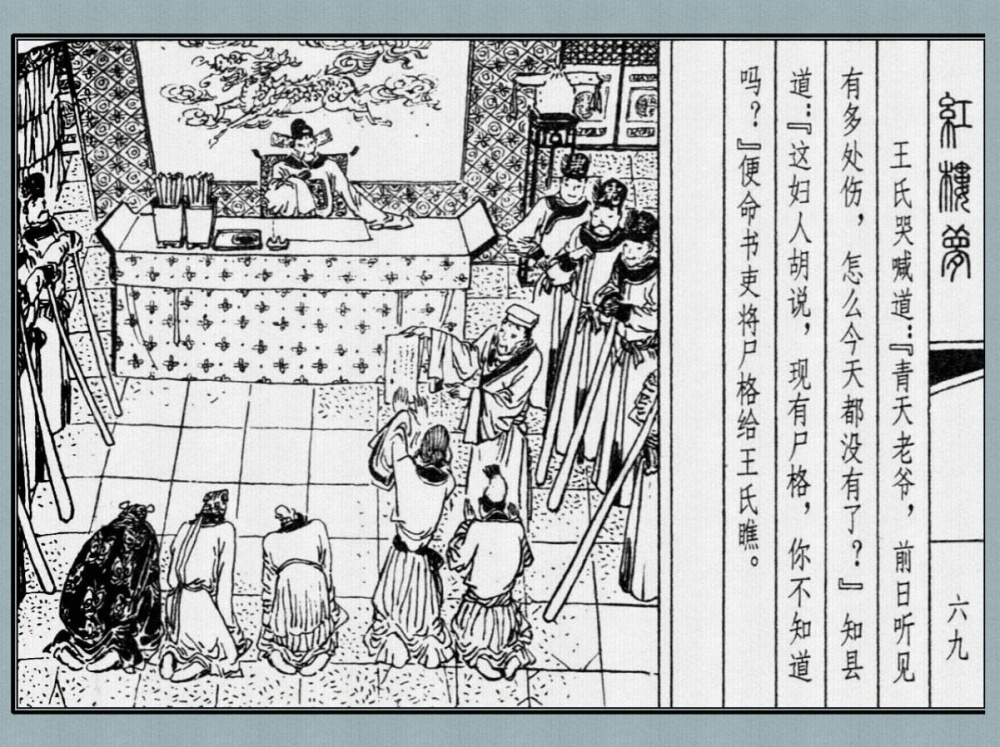 紅樓夢
六九
王氏哭喊道：『青天老爷，前日听见
有多处伤，怎么今天都没有了？』知县
道：『这妇人胡说，现有尸格，你不知道
吗？』便命书吏将尸格给王氏瞧。